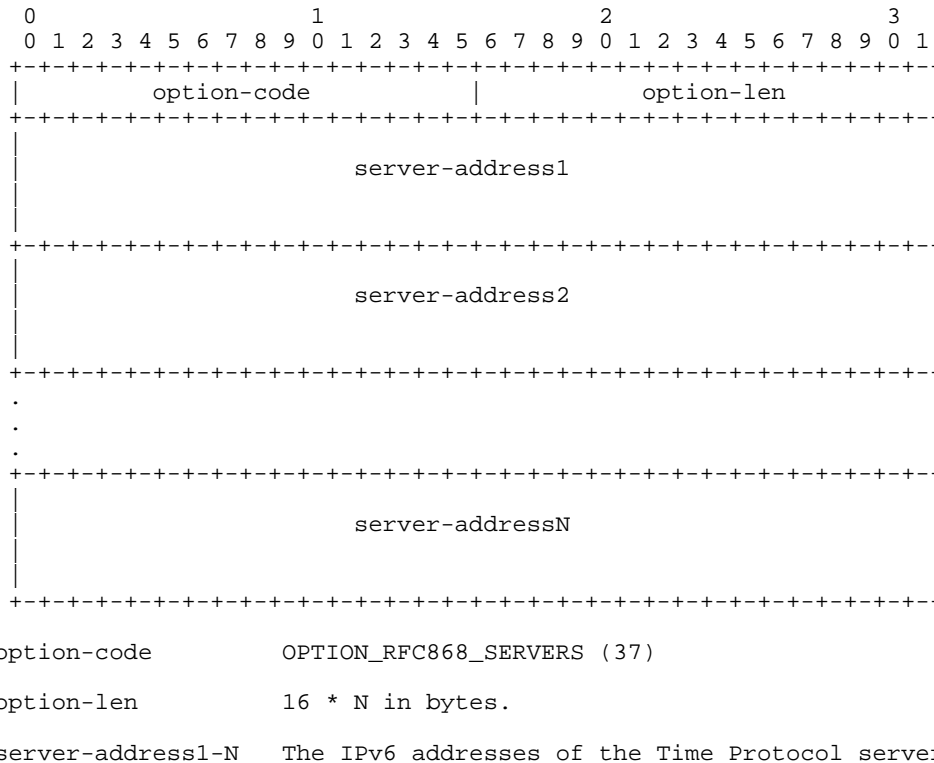 0                   1                   2                   3
 0 1 2 3 4 5 6 7 8 9 0 1 2 3 4 5 6 7 8 9 0 1 2 3 4 5 6 7 8 9 0 1
+-+-+-+-+-+-+-+-+-+-+-+-+-+-+-+-+-+-+-+-+-+-+-+-+-+-+-+-+-+-+-+-
|         option-code           |           option-len
+-+-+-+-+-+-+-+-+-+-+-+-+-+-+-+-+-+-+-+-+-+-+-+-+-+-+-+-+-+-+-+-
|
|                       server-address1
|
|
+-+-+-+-+-+-+-+-+-+-+-+-+-+-+-+-+-+-+-+-+-+-+-+-+-+-+-+-+-+-+-+-
|
|                       server-address2
|
|
+-+-+-+-+-+-+-+-+-+-+-+-+-+-+-+-+-+-+-+-+-+-+-+-+-+-+-+-+-+-+-+-
.
.
.
+-+-+-+-+-+-+-+-+-+-+-+-+-+-+-+-+-+-+-+-+-+-+-+-+-+-+-+-+-+-+-+-
|
|                       server-addressN
|
|
+-+-+-+-+-+-+-+-+-+-+-+-+-+-+-+-+-+-+-+-+-+-+-+-+-+-+-+-+-+-+-+-
option-code         OPTION_RFC868_SERVERS (37)
option-len          16 * N in bytes.
server-address1-N   The IPv6 addresses of the Time Protocol server